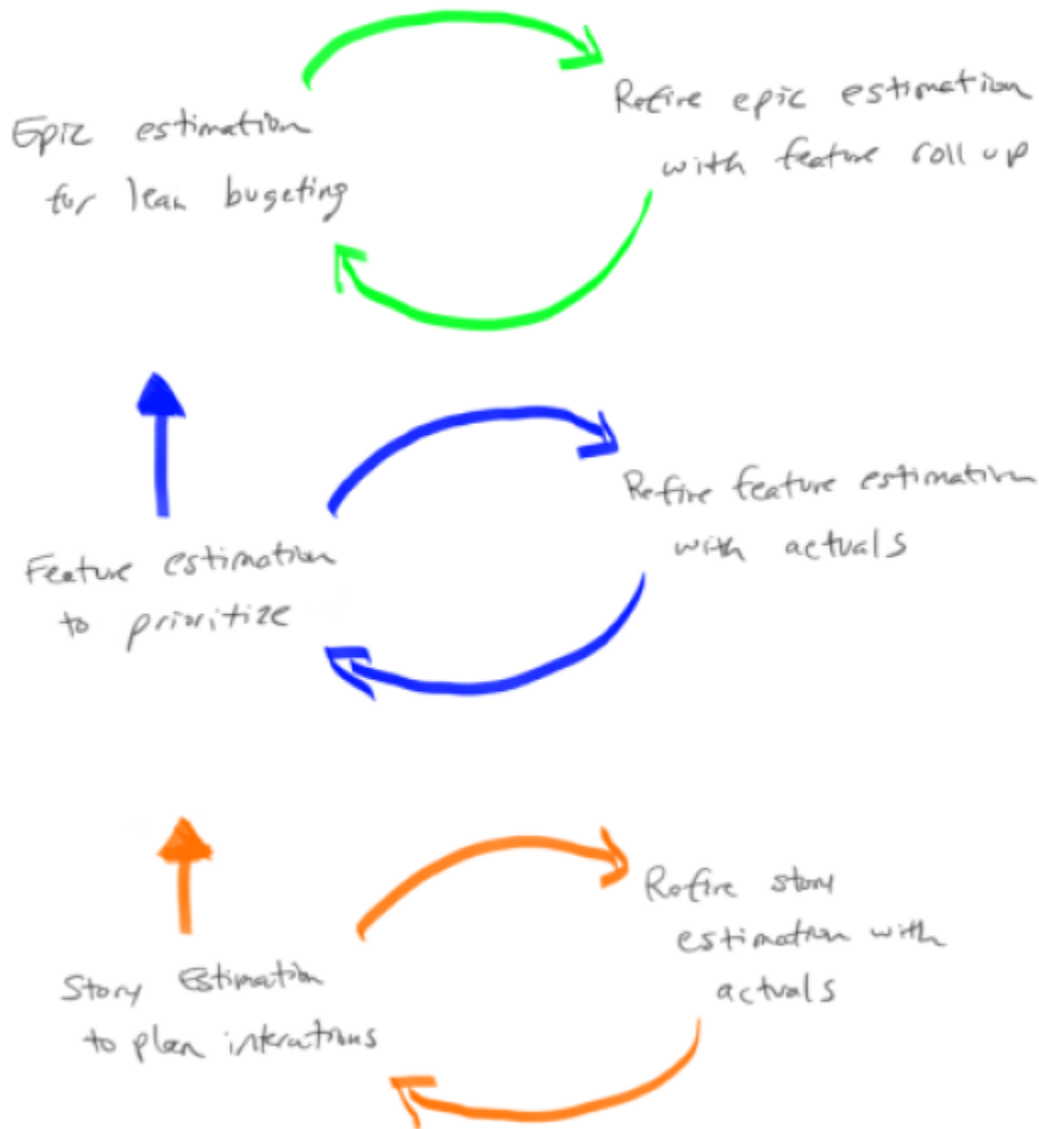 Epic estimation
for lean bugeting
Refine epic estimation
with feature roll up
Feature estimation
to prioritize
Refine feature estimation
with actuals
Story Estimation
to plan interations
Refine story
estimation with
actuals